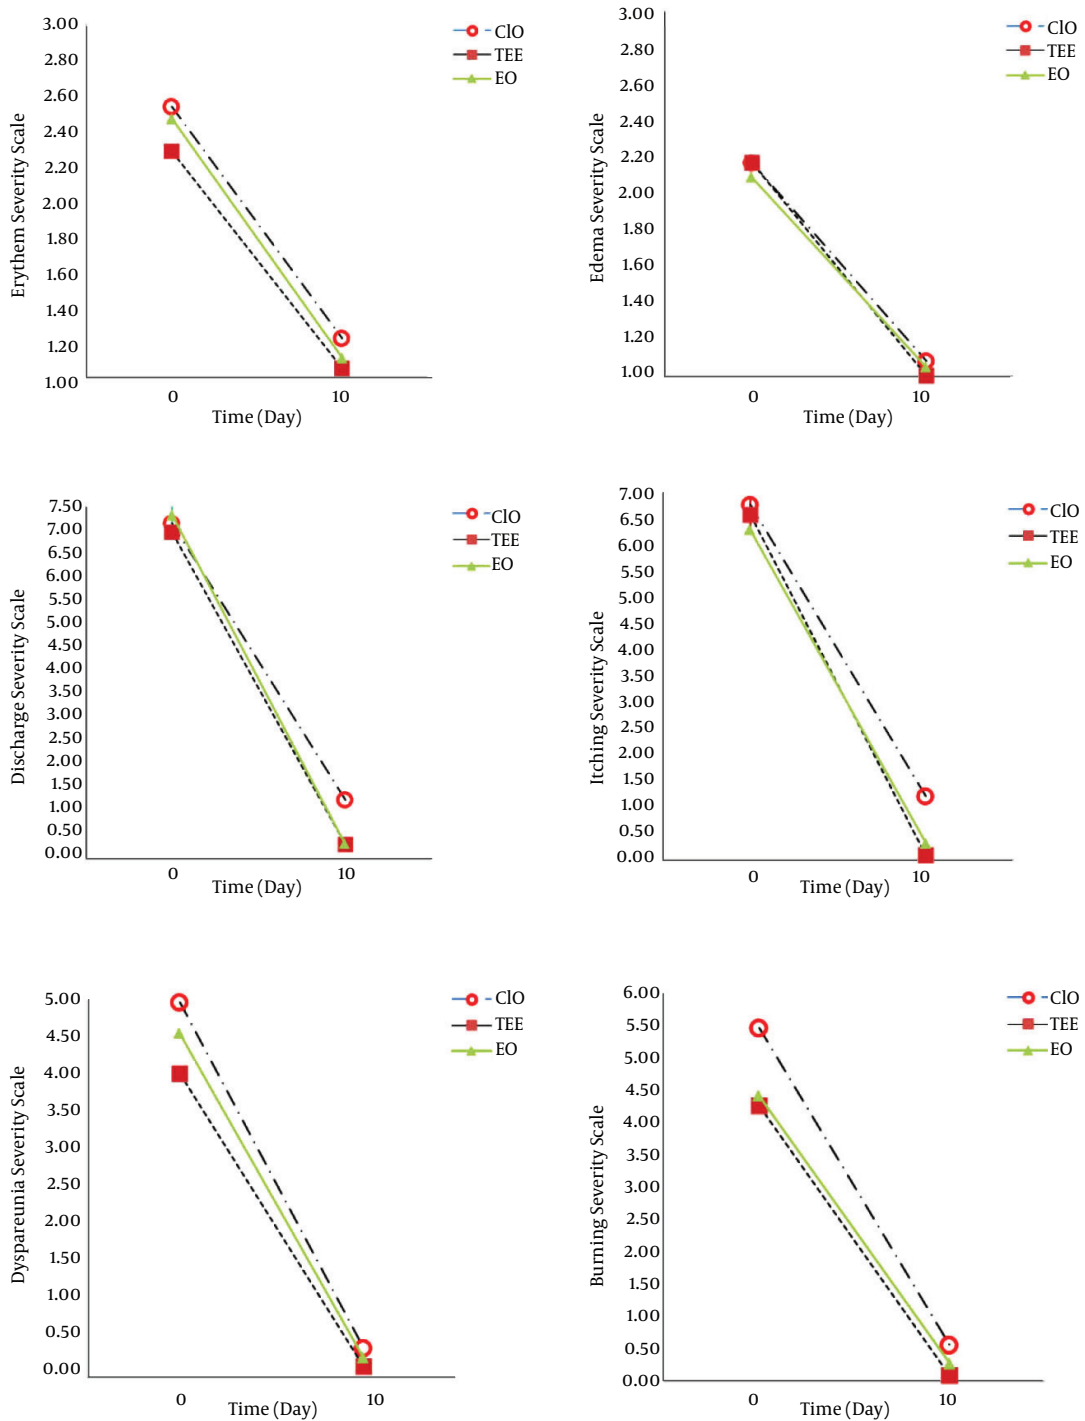 Erythem Severity Scale
3.00
2.80
2.60
2.40
2.20
2.00
1.80
1.60
1.40
1.20
1.00
0
10
Time (Day)
ClO
TEE
EO
Edema Severity Scale
3.00
2.80
2.60
2.40
2.20
2.00
1.80
1.60
1.40
1.20
1.00
0
10
Time (Day)
ClO
TEE
EO
Discharge Severity Scale
7.50
7.00
6.50
6.00
5.50
5.00
4.50
4.00
3.50
3.00
2.50
2.00
1.50
1.00
0.50
0.00
0
10
Time (Day)
ClO
TEE
EO
Itching Severity Scale
7.00
6.50
6.00
5.50
5.00
4.50
4.00
3.50
3.00
2.50
2.00
1.50
1.00
0.50
0.00
0
10
Time (Day)
ClO
TEE
EO
Dyspareunia Severity Scale
5.00
4.50
4.00
3.50
3.00
2.50
2.00
1.50
1.00
0.50
0.00
0
10
Time (Day)
ClO
TEE
EO
Burning Severity Scale
6.00
5.50
5.00
4.50
4.00
3.50
3.00
2.50
2.00
1.50
1.00
0.50
0.00
0
10
Time (Day)
ClO
TEE
EO